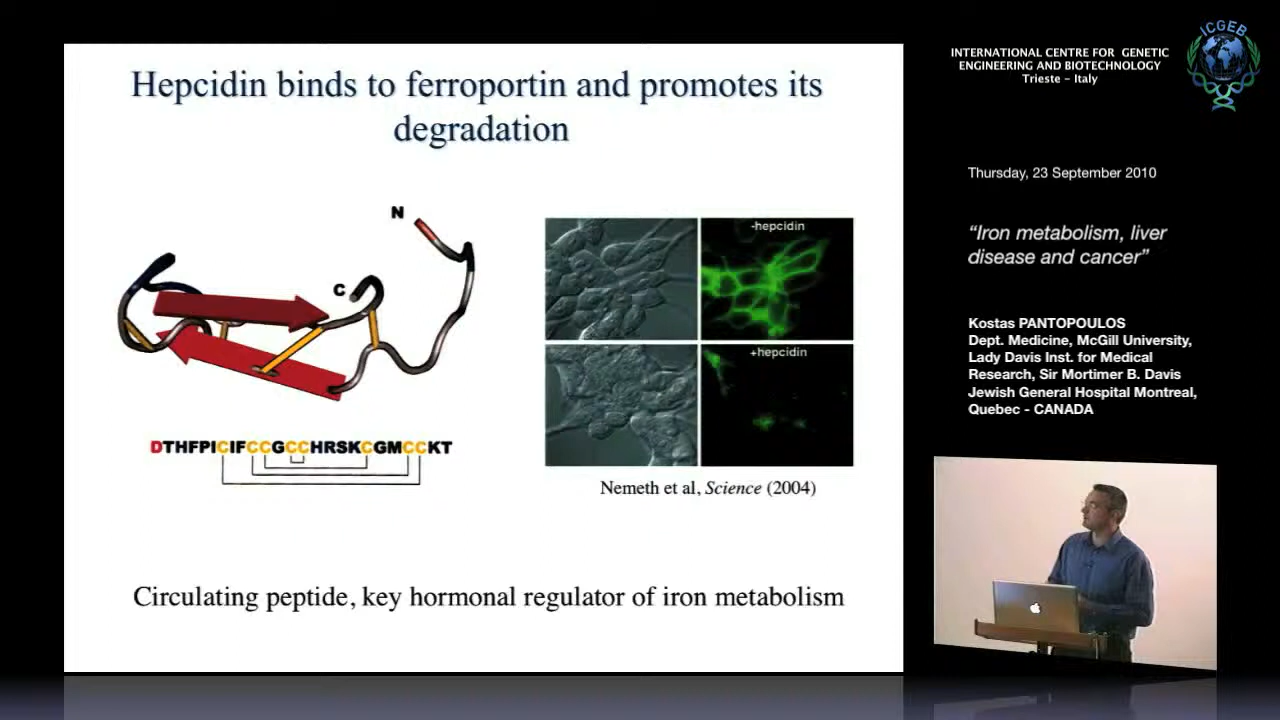 Hepcidin binds to ferroportin and promotes its
degradation
N
C
DTHFPICIFCCGCCHRSKCGMCCKT
-hepcidin
+hepcidin
Nemeth et al, Science (2004)
Circulating peptide, key hormonal regulator of iron metabolism
INTERNATIONAL CENTRE FOR GENETIC
ENGINEERING AND BIOTECHNOLOGY
Trieste – Italy
ICGEB
Thursday, 23 September 2010
“Iron metabolism, liver
disease and cancer”
Kostas PANTOPOULOS
Dept. Medicine, McGill University,
Lady Davis Inst. for Medical
Research, Sir Mortimer B. Davis
Jewish General Hospital Montreal,
Quebec - CANADA